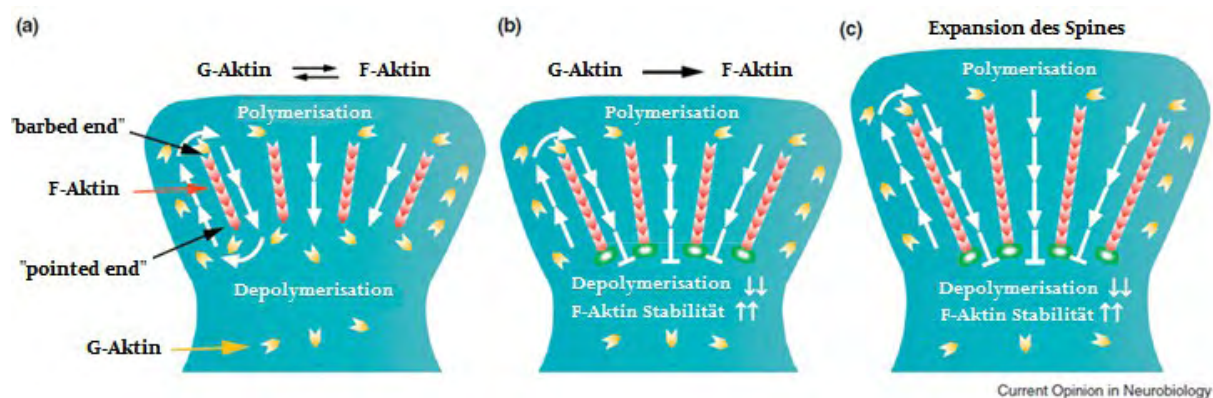 (a)
G-Aktin F-Aktin
Polymerisation
"barbed end"
F-Aktin
"pointed end"
Depolymerisation
G-Aktin
(b)
G-Aktin F-Aktin
Polymerisation
Depolymerisation ↓↓
F-Aktin Stabilität ↑↑
(c)
Expansion des Spines
Polymerisation
Depolymerisation ↓↓
F-Aktin Stabilität ↑↑
Current Opinion in Neurobiology